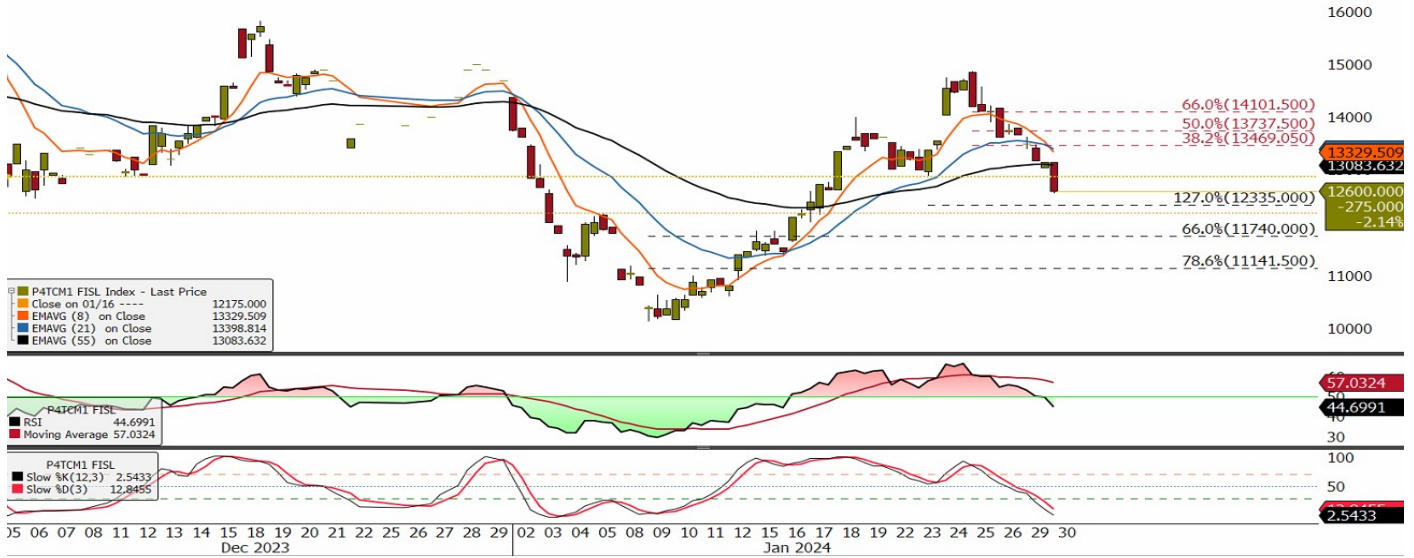 16000
15000
14000
66.0%(14101.500)
50.0%(13737.500)
38.2%(13469.050)
13329.509
13083.632
12600.000
-275.000
-2.14%
127.0%(12335.000)
66.0%(11740.000)
78.6%(11141.500)
11000
10000
P4TCM1 FISL Index - Last Price
Close on 01/16 ---- 12175.000
EMAVG (8) on Close 13329.509
EMAVG (21) on Close 13398.814
EMAVG (55) on Close 13083.632
57.0324
50
44.6991
30
P4TCM1 FISL
RSI 44.6991
Moving Average 57.0324
P4TCM1 FISL
Slow %K(12,3) 2.5433
Slow %D(3) 12.8455
100
50
2.5433
05 06 07 08 11 12 13 14 15 18 19 20 21 22 25 26 27 28 29 02 03 04 05 08 09 10 11 12 15 16 17 18 19 22 23 24 25 26 29 30
Dec 2023 Jan 2024